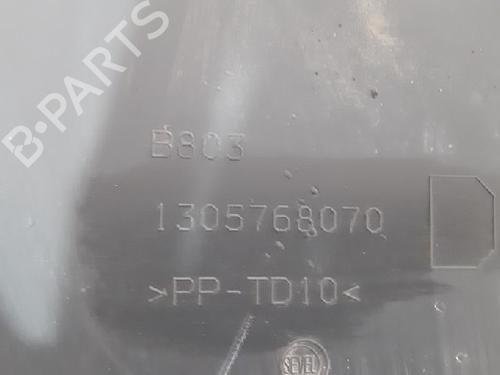 B-PARTS
B803
1305768070
>PP-TD10<
SEVEL